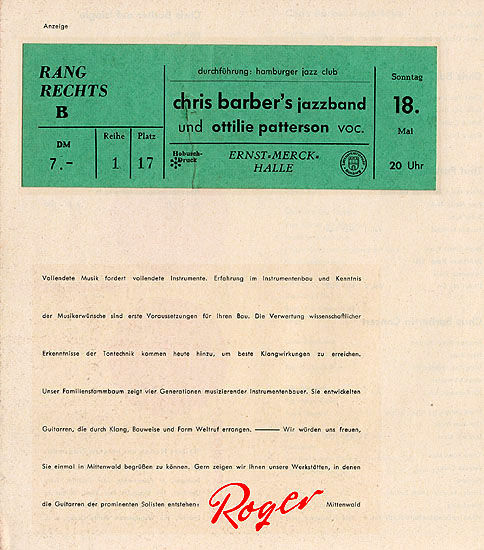 Anzeige
RANG
RECHTS
B
DM
7.-
Reihe
1
Platz
17
durchführung: hamburger jazz club
chris barber's jazzband
und ottilie patterson voc.
Hoburch-
Druck
ERNST-MERCK-
HALLE
Sonntag
18.
Mai
20 Uhr
Vollendete Musik fordert vollendete Instrumente. Erfahrung im Instrumentenbau und Kenntnis
der Musikerwünsche sind erste Voraussetzungen für Ihren Bau. Die Verwertung wissenschaftlicher
Erkenntnisse der Tontechnik kommen heute hinzu, um beste Klangwirkungen zu erreichen.
Unser Familienstammbaum zeigt vier Generationen musizierender Instrumentenbauer. Sie entwickelten
Guitarren, die durch Klang, Bauweise und Form Weltruf errangen. —— Wir würden uns freuen,
Sie einmal in Mittenwald begrüßen zu können. Gern zeigen wir Ihnen unsere Werkstätten, in denen
die Guitarren der prominenten Solisten entstehen: Roger Mittenwald